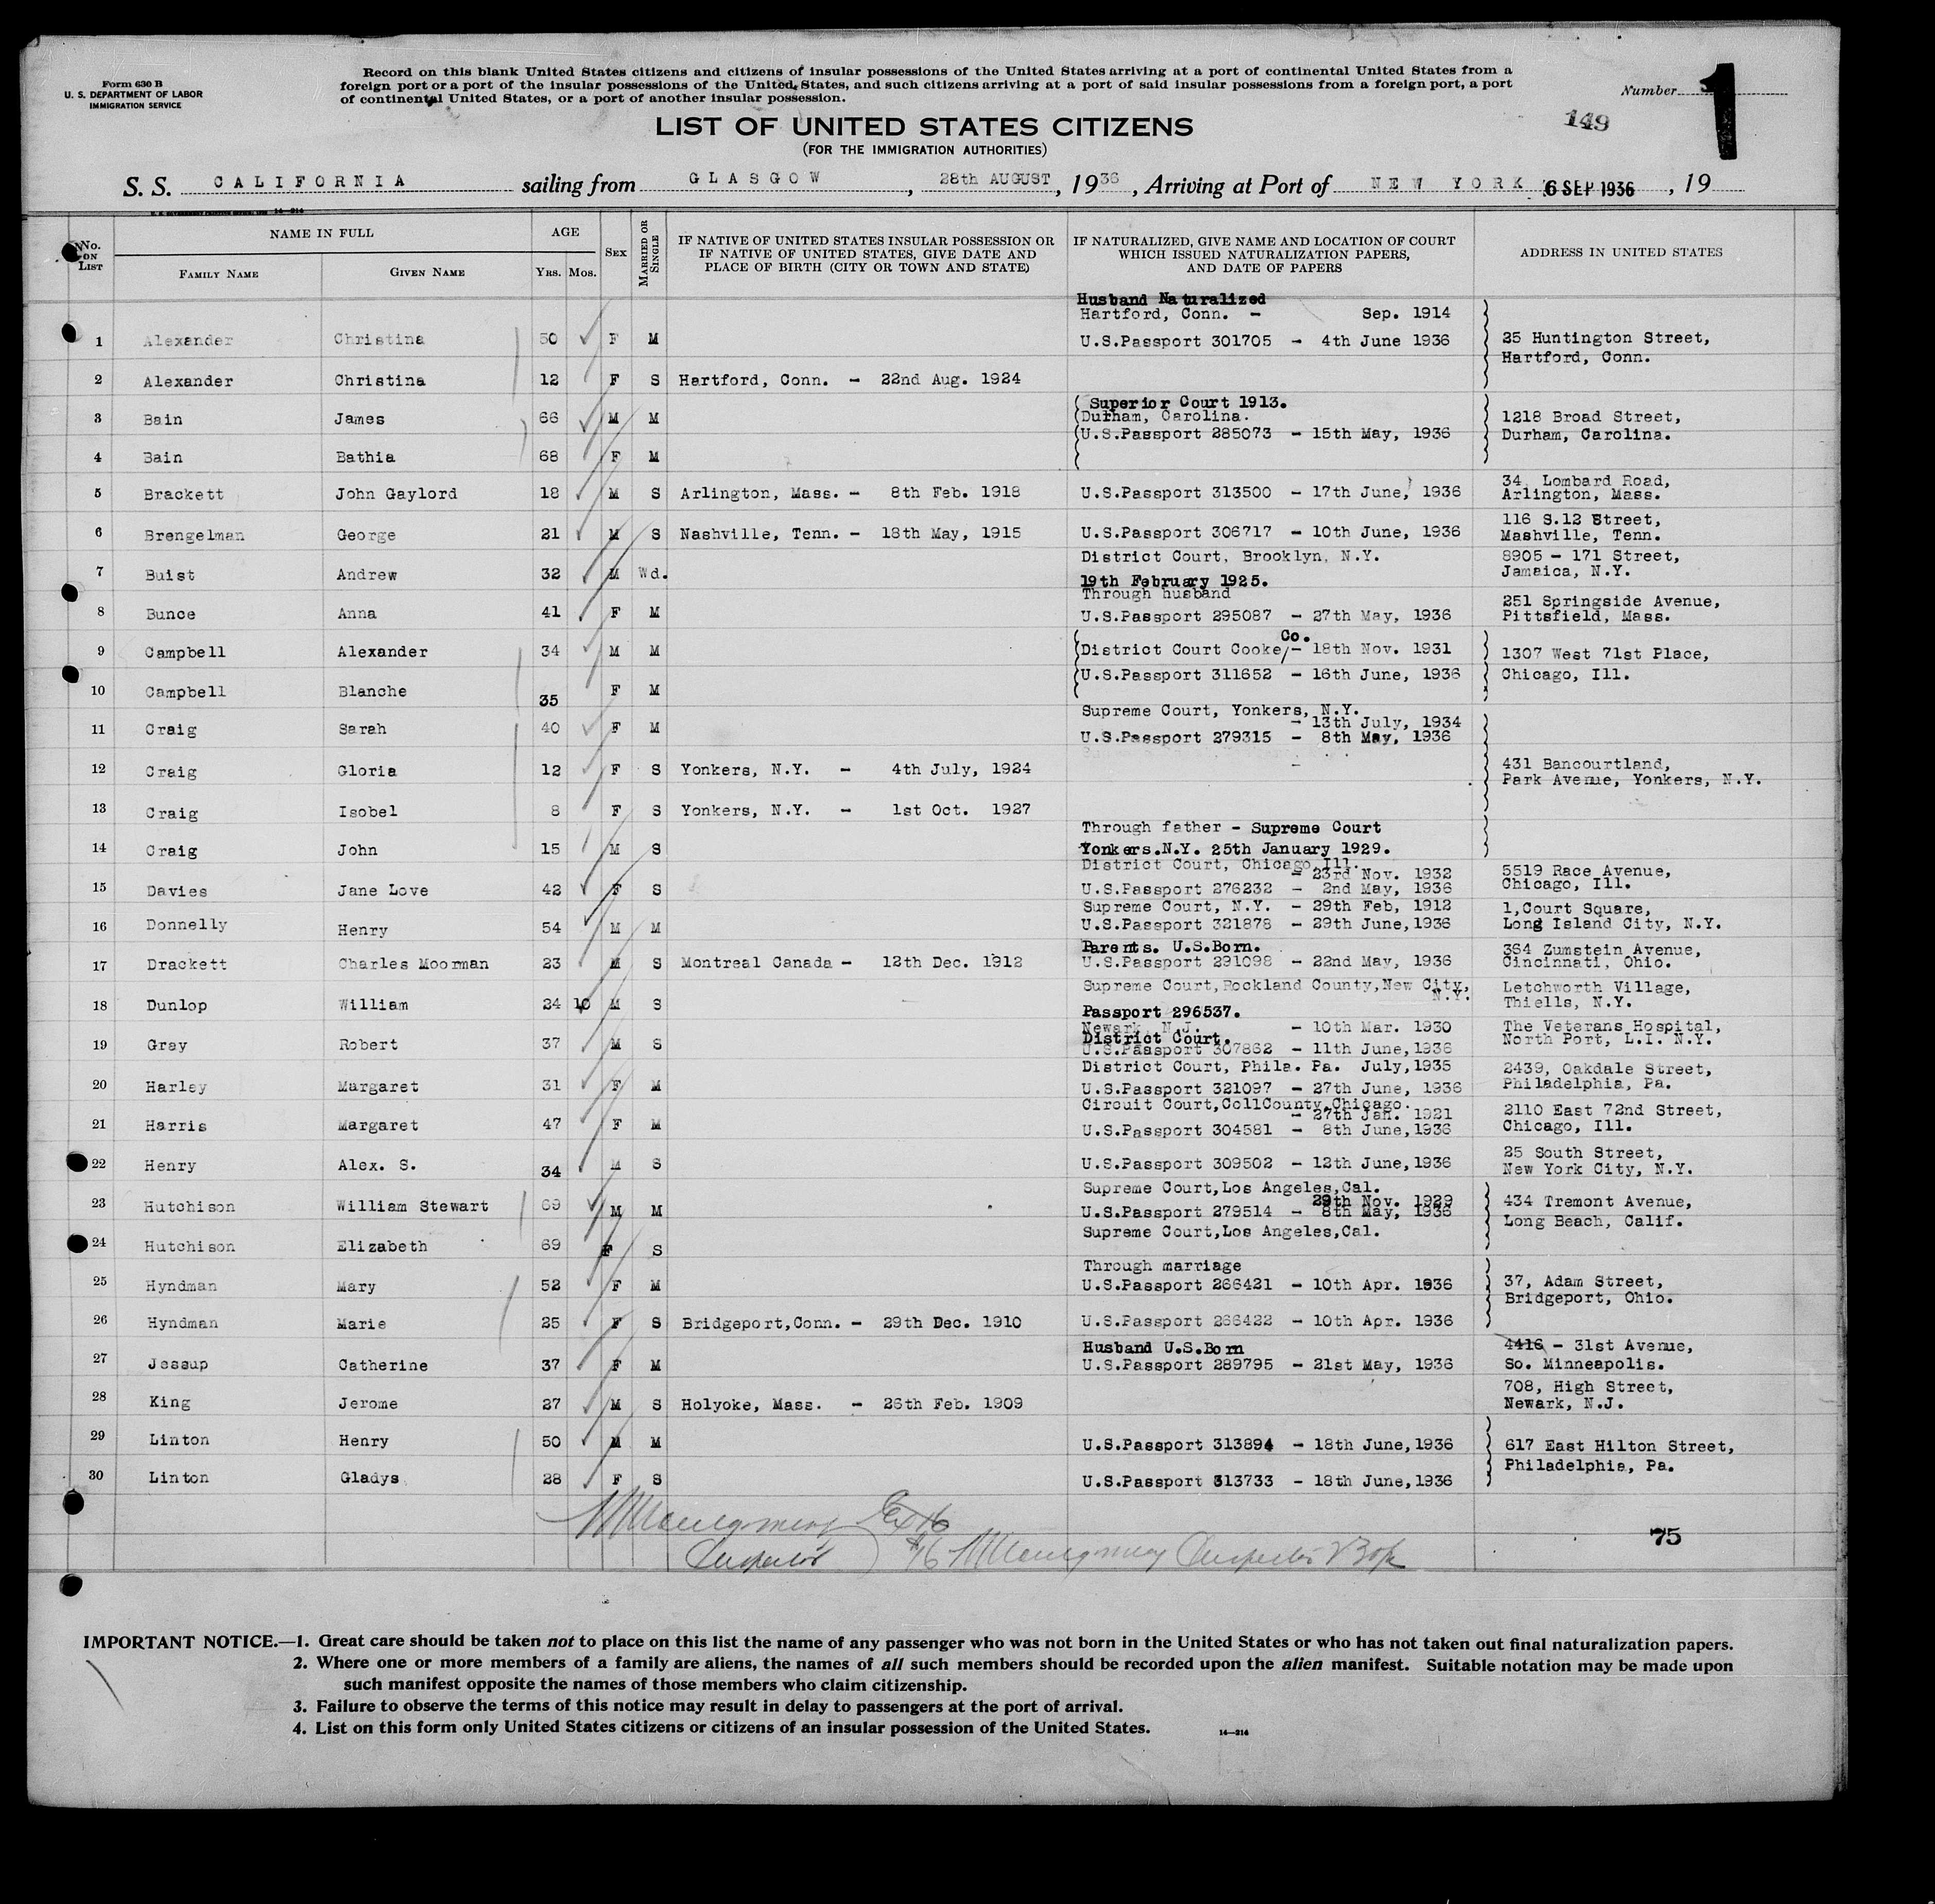 Form 630 B
U. S. DEPARTMENT OF LABOR
IMMIGRATION SERVICE
Record on this blank United States citizens and citizens of insular possessions of the United States arriving at a port of continental United States from a
foreign port or a port of the insular possessions of the United States, and such citizens arriving at a port of said insular possessions from a foreign port, a port
of continental United States, or a port of another insular possession.
Number 1
149
LIST OF UNITED STATES CITIZENS
(FOR THE IMMIGRATION AUTHORITIES)
S. S. CALIFORNIA sailing from GLASGOW, 28th AUGUST, 1936, Arriving at Port of NEW YORK 6 SEP 1936, 19
No. on List
NAME IN FULL
Family Name Given Name
AGE
Yrs. Mos.
Sex
Married or Single
IF NATIVE OF UNITED STATES INSULAR POSSESSION OR
IF NATIVE OF UNITED STATES, GIVE DATE AND
PLACE OF BIRTH (CITY OR TOWN AND STATE)
IF NATURALIZED, GIVE NAME AND LOCATION OF COURT
WHICH ISSUED NATURALIZATION PAPERS,
AND DATE OF PAPERS
ADDRESS IN UNITED STATES
Husband Naturalized
Hartford, Conn. - Sep. 1914
1 Alexander Christina 50 F M U.S.Passport 301705 - 4th June 1936 25 Huntington Street,
Hartford, Conn.
2 Alexander Christina 12 F S Hartford, Conn. - 22nd Aug. 1924
Superior Court 1913.
3 Bain James 66 M M Durham, Carolina. 1218 Broad Street,
U.S.Passport 285073 - 15th May, 1936 Durham, Carolina.
4 Bain Bathia 68 F M
34 Lombard Road,
5 Brackett John Gaylord 18 M S Arlington, Mass. - 8th Feb. 1918 U.S.Passport 313500 - 17th June, 1936 Arlington, Mass.
116 S.12 Street,
6 Brengelman George 21 M S Nashville, Tenn. - 18th May, 1915 U.S.Passport 306717 - 10th June, 1936 Mashville, Tenn.
District Court, Brooklyn, N.Y. 8905 - 171 Street,
7 Buist Andrew 32 M Wd. Jamaica, N.Y.
19th February 1925.
Through husband 251 Springside Avenue,
8 Bunce Anna 41 F M U.S.Passport 295087 - 27th May, 1936 Pittsfield, Mass.
Co.
9 Campbell Alexander 34 M M District Court Cooke/- 18th Nov. 1931 1307 West 71st Place,
U.S.Passport 311652 - 16th June, 1936 Chicago, Ill.
10 Campbell Blanche 35 F M
Supreme Court, Yonkers, N.Y.
- 13th July, 1934
11 Craig Sarah 40 F M U.S.Passport 279315 - 8th May, 1936
12 Craig Gloria 12 F S Yonkers, N.Y. - 4th July, 1924 431 Bancourtland,
Park Avenue, Yonkers, N.Y.
13 Craig Isobel 8 F S Yonkers, N.Y. - 1st Oct. 1927
Through father - Supreme Court
14 Craig John 15 M S Yonkers.N.Y. 25th January 1929.
District Court, Chicago,Ill.
- 23rd Nov. 1932 5519 Race Avenue,
15 Davies Jane Love 42 F S U.S.Passport 276232 - 2nd May, 1936 Chicago, Ill.
Supreme Court, N.Y. - 29th Feb, 1912 1,Court Square,
16 Donnelly Henry 54 M M U.S.Passport 321878 - 29th June,1936 Long Island City, N.Y.
Parents. U.S.Born. 364 Zumstein Avenue,
17 Drackett Charles Moorman 23 M S Montreal Canada - 12th Dec. 1912 U.S.Passport 291098 - 22nd May, 1936 Cincinnati, Ohio.
Supreme Court,Rockland County,New City, N.Y. Letchworth Village,
18 Dunlop William 24 10 M S Thiells, N.Y.
Passport 296537.
Newark, N.J. - 10th Mar. 1930 The Veterans Hospital,
District Court. North Port, L.I. N.Y.
19 Gray Robert 37 M S U.S.Passport 307862 - 11th June,1936
District Court, Phila. Pa. July,1935 2439, Oakdale Street,
20 Harley Margaret 31 F M U.S.Passport 321097 - 27th June, 1936 Philadelphia, Pa.
Circuit Court,CollCounty,Chicago.
- 27th Jan. 1921 2110 East 72nd Street,
21 Harris Margaret 47 F M U.S.Passport 304581 - 8th June,1936 Chicago, Ill.
25 South Street,
22 Henry Alex. S. 34 M S U.S.Passport 309502 - 12th June,1936 New York City, N.Y.
Supreme Court,Los Angeles,Cal.
29th Nov. 1929
23 Hutchison William Stewart 69 M M U.S.Passport 279514 - 8th May, 1936 434 Tremont Avenue,
Long Beach, Calif.
Supreme Court,Los Angeles,Cal.
24 Hutchison Elizabeth 69 F S
Through marriage
25 Hyndman Mary 52 F M U.S.Passport 266421 - 10th Apr. 1936 37, Adam Street,
Bridgeport, Ohio.
26 Hyndman Marie 25 F S Bridgeport,Conn. - 29th Dec. 1910 U.S.Passport 266422 - 10th Apr. 1936
Husband U.S.Born 4416 - 31st Avenue,
27 Jessup Catherine 37 F M U.S.Passport 289795 - 21st May, 1936 So. Minneapolis.
708, High Street,
28 King Jerome 27 M S Holyoke, Mass. - 26th Feb. 1909 Newark, N.J.
29 Linton Henry 50 M M U.S.Passport 313894 - 18th June,1936 617 East Hilton Street,
Philadelphia, Pa.
30 Linton Gladys 28 F S U.S.Passport 313733 - 18th June,1936
Montgomery
Inspector
Montgomery Inspector
75
IMPORTANT NOTICE.—1. Great care should be taken not to place on this list the name of any passenger who was not born in the United States or who has not taken out final naturalization papers.
2. Where one or more members of a family are aliens, the names of all such members should be recorded upon the alien manifest. Suitable notation may be made upon
such manifest opposite the names of those members who claim citizenship.
3. Failure to observe the terms of this notice may result in delay to passengers at the port of arrival.
4. List on this form only United States citizens or citizens of an insular possession of the United States.
14—214